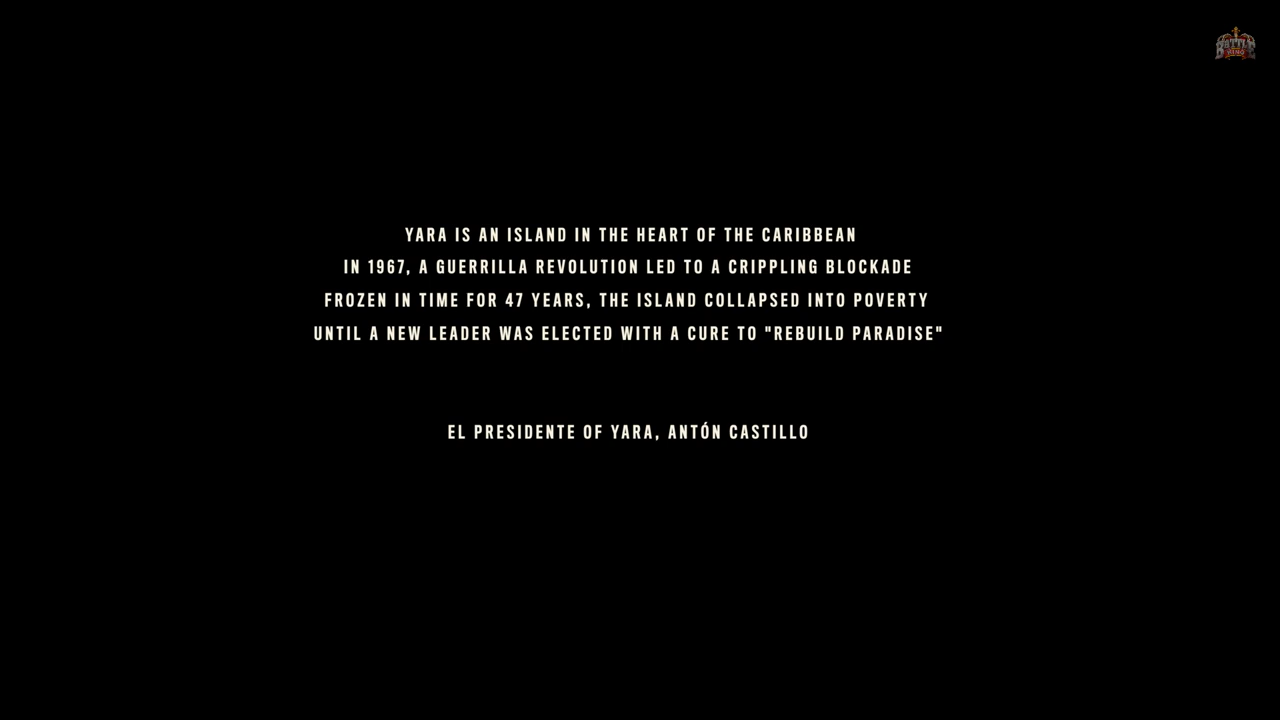 BATTLE
KING
YARA IS AN ISLAND IN THE HEART OF THE CARIBBEAN
IN 1967, A GUERRILLA REVOLUTION LED TO A CRIPPLING BLOCKADE
FROZEN IN TIME FOR 47 YEARS, THE ISLAND COLLAPSED INTO POVERTY
UNTIL A NEW LEADER WAS ELECTED WITH A CURE TO "REBUILD PARADISE"
EL PRESIDENTE OF YARA, ANTÓN CASTILLO